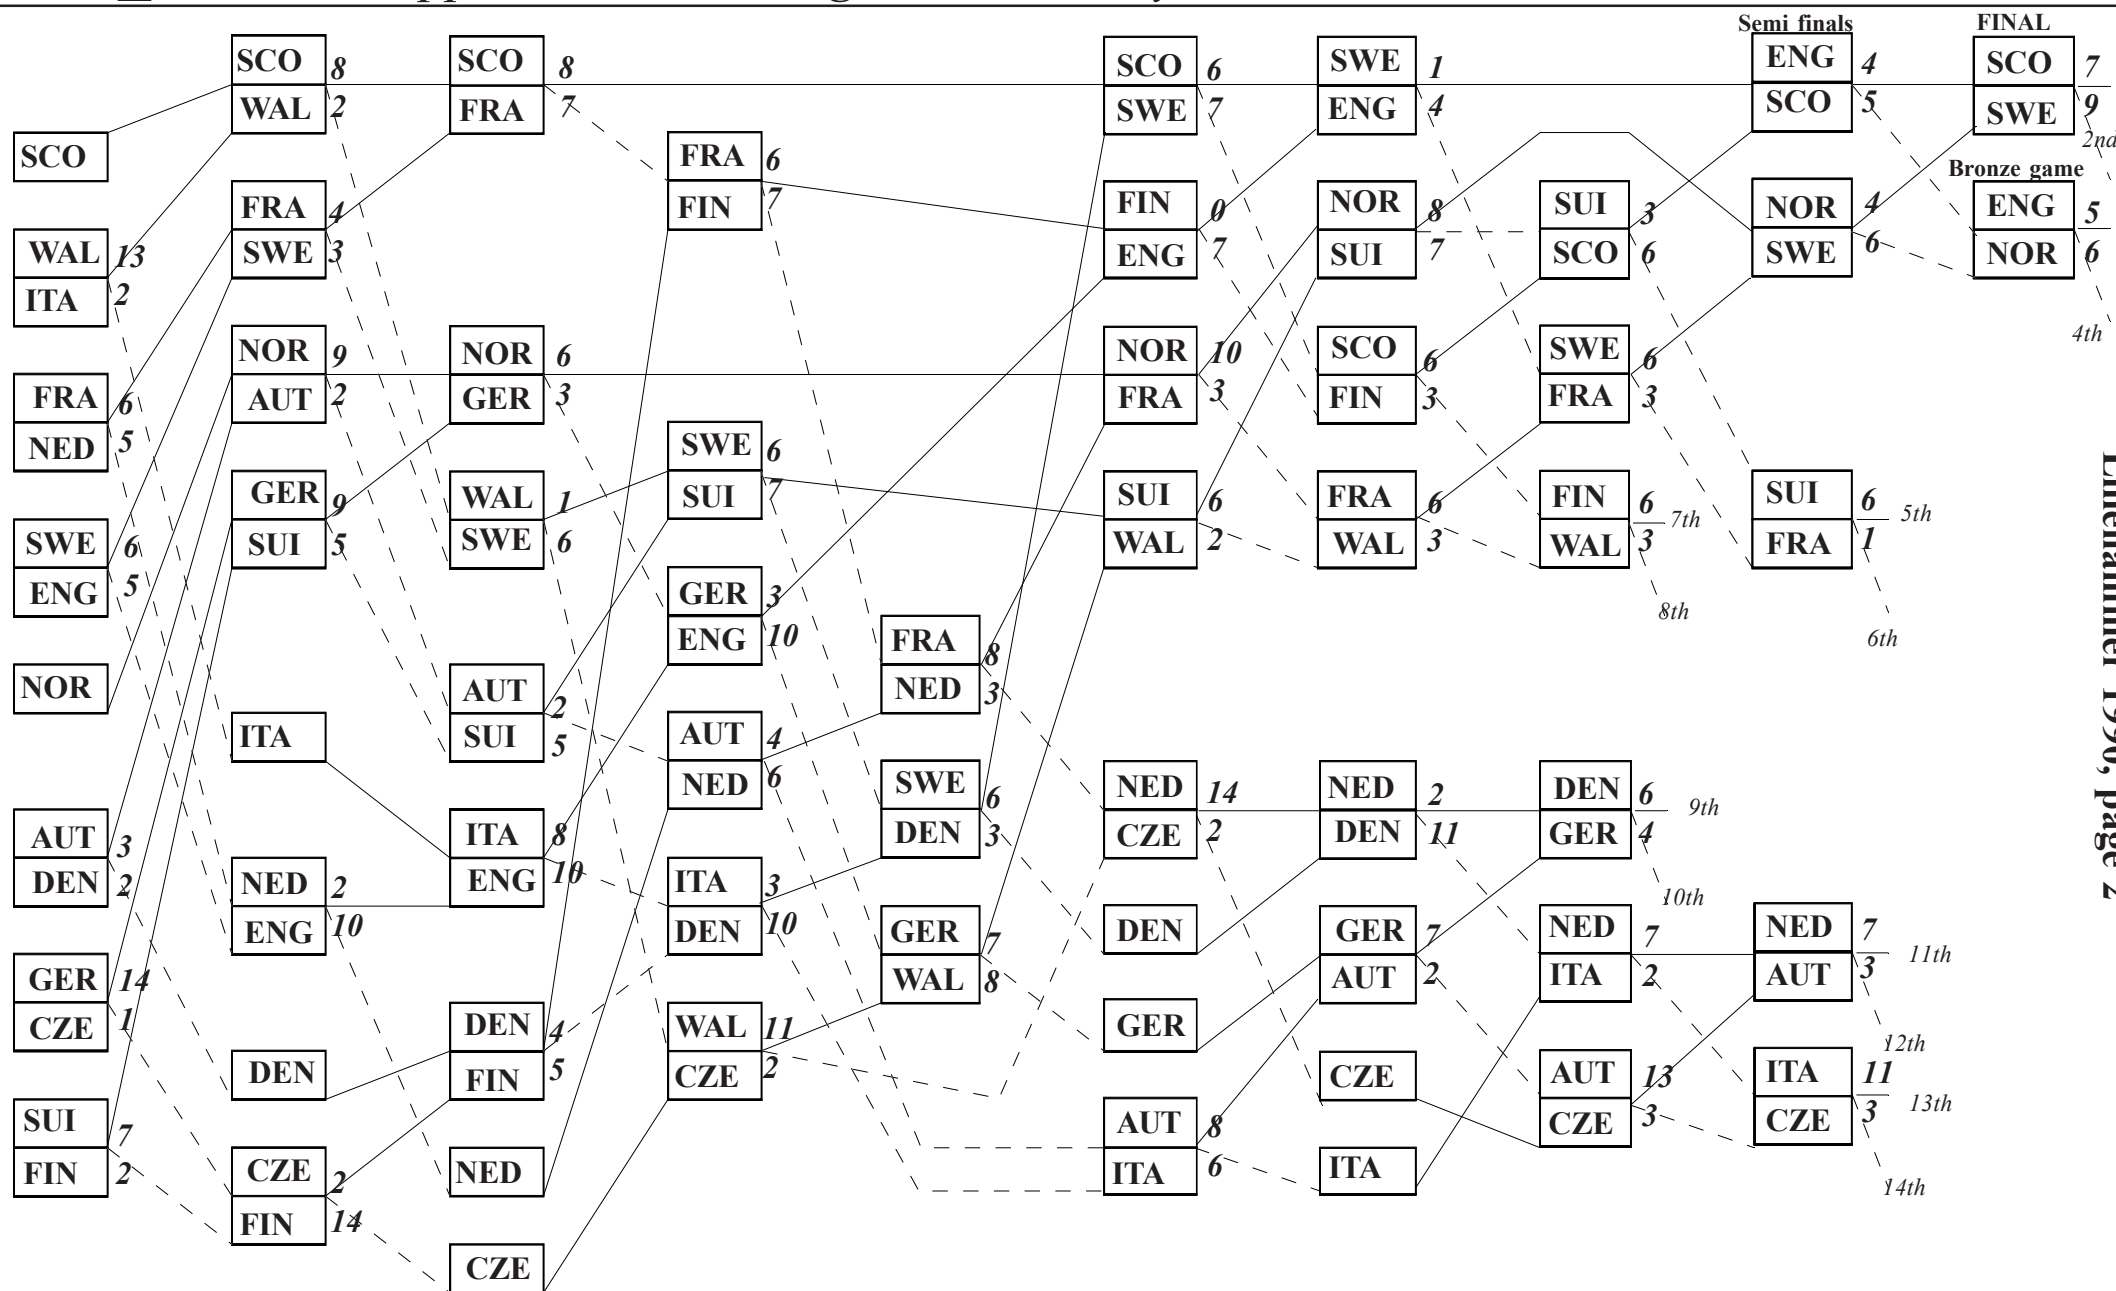 Semi finals
FINAL
SCO
WAL 13
ITA 2
FRA 6
NED 5
SWE 6
ENG 5
NOR
AUT 3
DEN 2
GER 14
CZE 1
SUI 7
FIN 2
SCO 8
WAL 2
FRA 4
SWE 3
NOR 9
AUT 2
GER 9
SUI 5
ITA
NED 2
ENG 10
DEN
CZE 2
FIN 14
SCO 8
FRA 7
NOR 6
GER 3
WAL 1
SWE 6
AUT 2
SUI 5
ITA 8
ENG 10
DEN 4
FIN 5
NED
CZE
FRA 6
FIN 7
SWE 6
SUI 7
GER 3
ENG 10
AUT 4
NED 6
ITA 3
DEN 10
WAL 11
CZE 2
FRA 8
NED 3
SWE 6
DEN 3
GER 7
WAL 8
SCO 6
SWE 7
FIN 0
ENG 7
NOR 10
FRA 3
SUI 6
WAL 2
NED 14
CZE 2
DEN
GER
AUT 8
ITA 6
SWE 1
ENG 4
NOR 8
SUI 7
SCO 6
FIN 3
FRA 6
WAL 3
NED 2
DEN 11
GER 7
AUT 2
CZE
ITA
SUI 3
SCO 6
SWE 6
FRA 3
FIN 6
WAL 3
7th
8th
DEN 6
GER 4
9th
10th
NED 7
ITA 2
AUT 13
CZE 3
ENG 4
SCO 5
NOR 4
SWE 6
SUI 6
FRA 1
5th
6th
NED 7
AUT 3
11th
12th
ITA 11
CZE 3
13th
14th
SCO 7
SWE 9
2nd
Bronze game
ENG 5
NOR 6
4th
Linehammer 1996, page 2